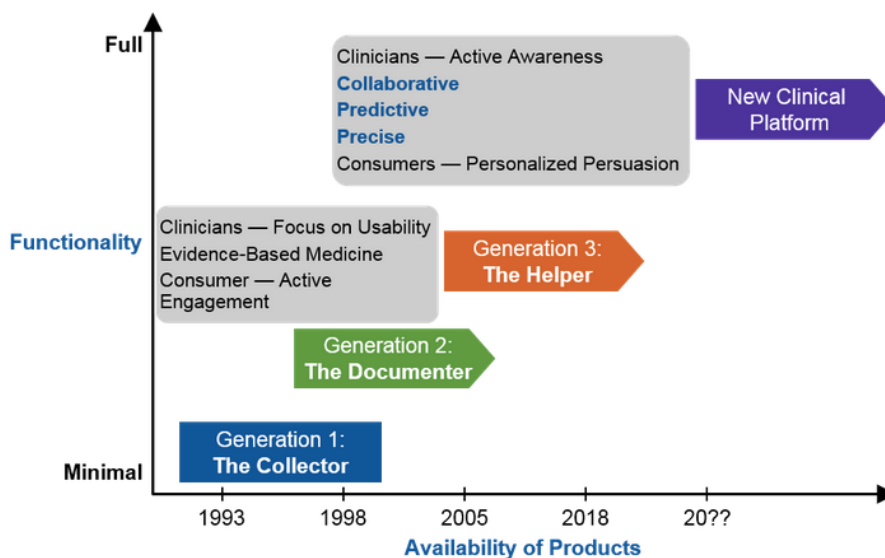 Full
Clinicians — Active Awareness
Collaborative
Predictive
Precise
Consumers — Personalized Persuasion
New Clinical
Platform
Functionality
Clinicians — Focus on Usability
Evidence-Based Medicine
Consumer — Active
Engagement
Generation 3:
The Helper
Generation 2:
The Documenter
Generation 1:
The Collector
Minimal
1993 1998 2005 2018 20??
Availability of Products